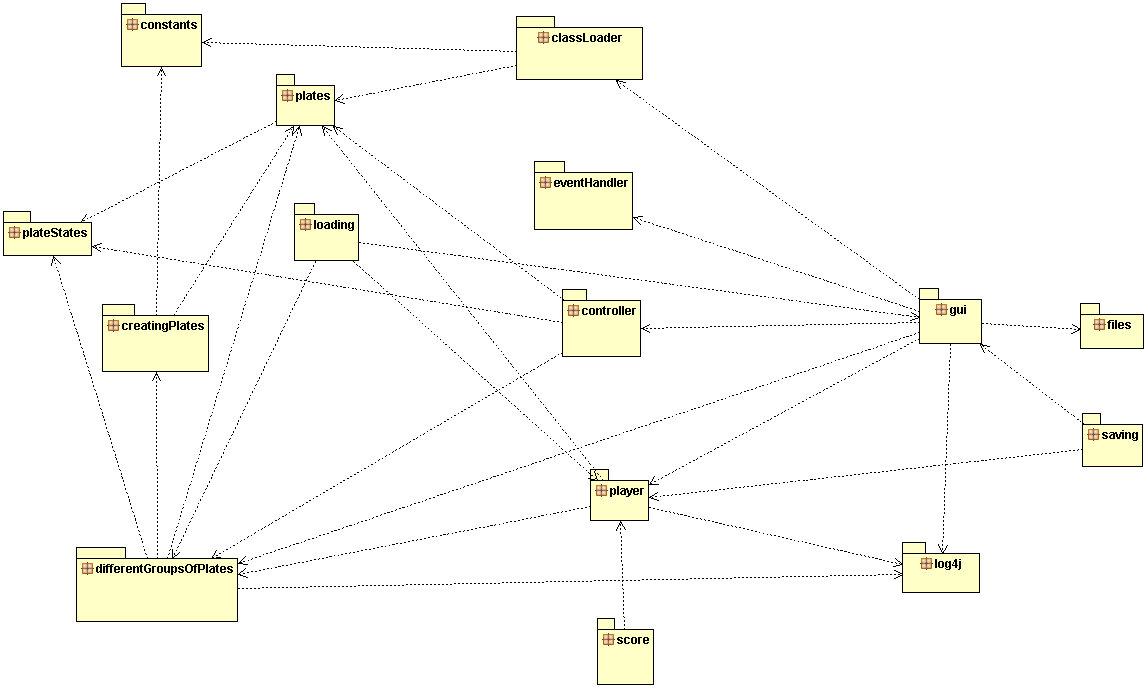 constants
classLoader
plates
eventHandler
plateStates
loading
creatingPlates
controller
gui
files
saving
player
differentGroupsOfPlates
log4j
score